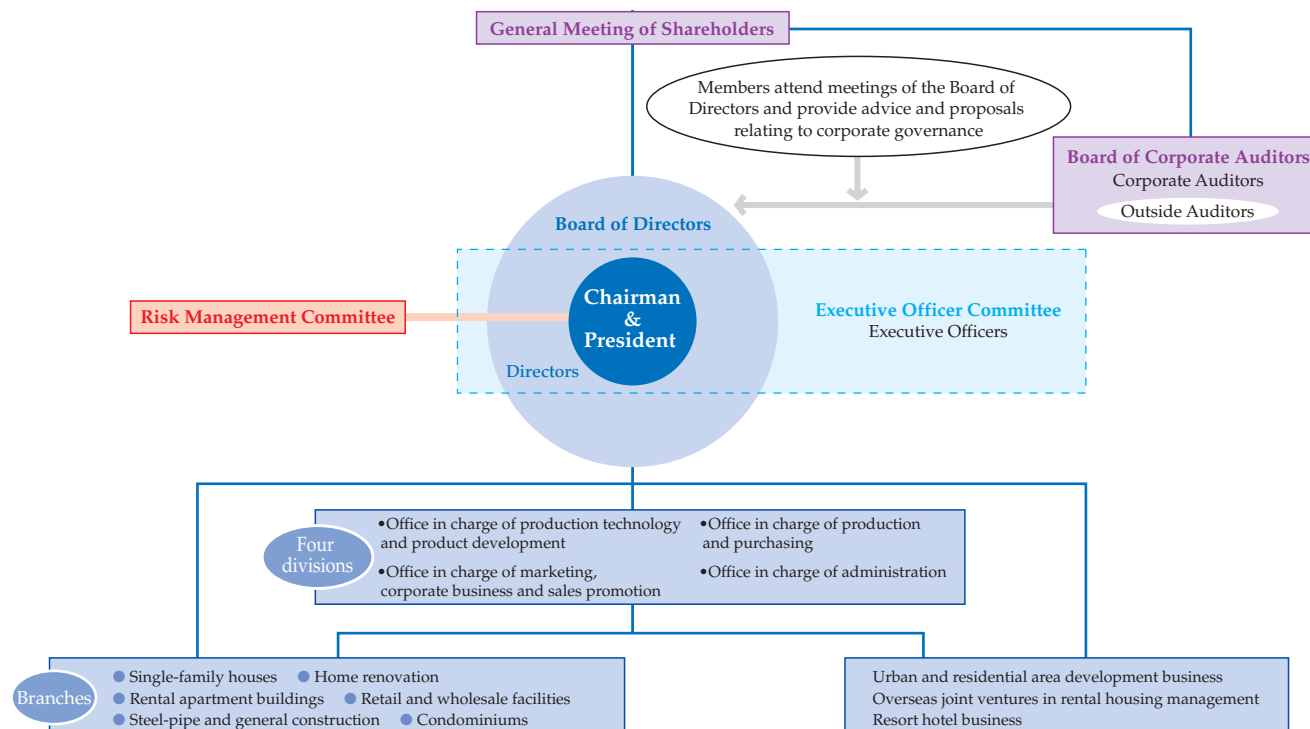 General Meeting of Shareholders
Members attend meetings of the Board of
Directors and provide advice and proposals
relating to corporate governance
Board of Corporate Auditors
Corporate Auditors
Outside Auditors
Board of Directors
Chairman
&
President
Risk Management Committee
Executive Officer Committee
Executive Officers
Directors
Four
divisions
•Office in charge of production technology
and product development
•Office in charge of production
and purchasing
•Office in charge of marketing,
corporate business and sales promotion
•Office in charge of administration
Branches
● Single-family houses ● Home renovation
● Rental apartment buildings ● Retail and wholesale facilities
● Steel-pipe and general construction ● Condominiums
Urban and residential area development business
Overseas joint ventures in rental housing management
Resort hotel business